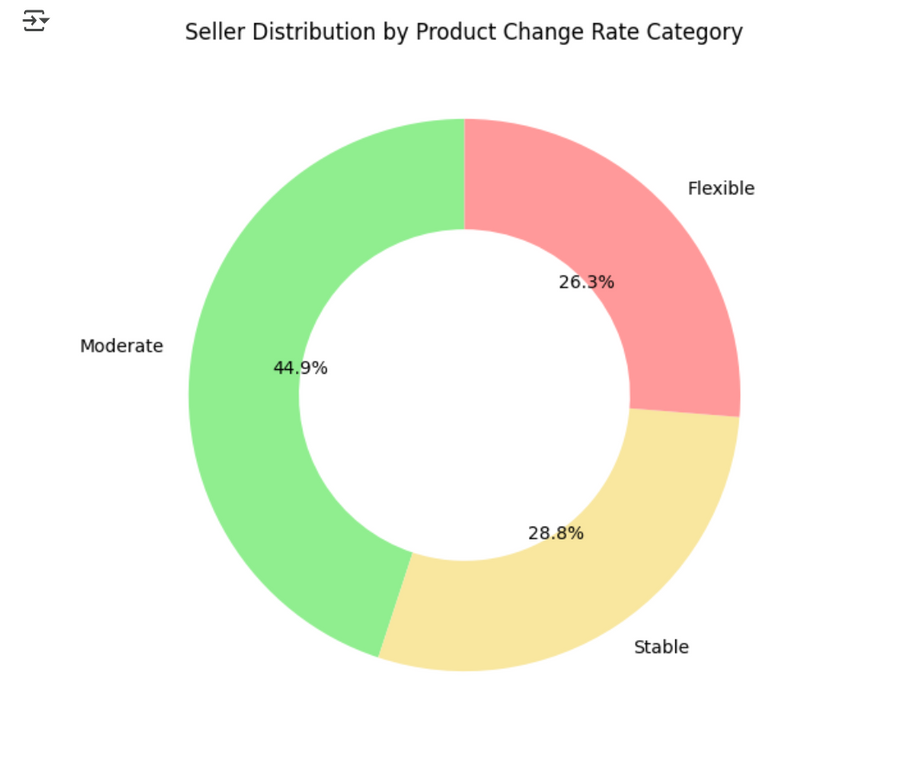 Seller Distribution by Product Change Rate Category
Flexible
26.3%
Moderate
44.9%
28.8%
Stable